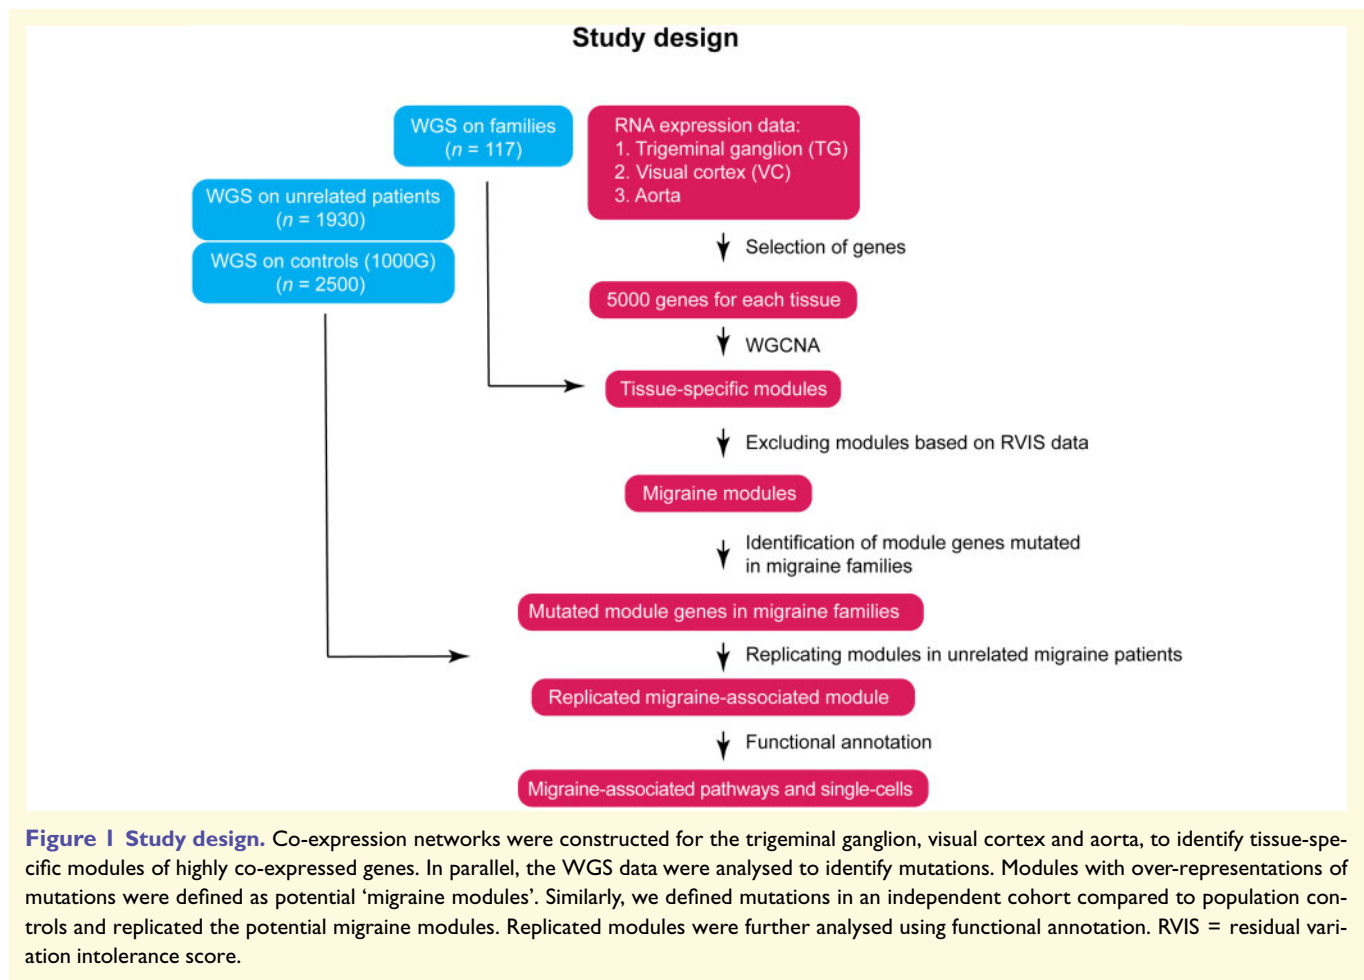 Study design
WGS on families
(n = 117)
RNA expression data:
1. Trigeminal ganglion (TG)
2. Visual cortex (VC)
3. Aorta
WGS on unrelated patients
(n = 1930)
WGS on controls (1000G)
(n = 2500)
Selection of genes
5000 genes for each tissue
WGCNA
Tissue-specific modules
Excluding modules based on RVIS data
Migraine modules
Identification of module genes mutated
in migraine families
Mutated module genes in migraine families
Replicating modules in unrelated migraine patients
Replicated migraine-associated module
Functional annotation
Migraine-associated pathways and single-cells
Figure 1 Study design. Co-expression networks were constructed for the trigeminal ganglion, visual cortex and aorta, to identify tissue-spe-
cific modules of highly co-expressed genes. In parallel, the WGS data were analysed to identify mutations. Modules with over-representations of
mutations were defined as potential ‘migraine modules’. Similarly, we defined mutations in an independent cohort compared to population con-
trols and replicated the potential migraine modules. Replicated modules were further analysed using functional annotation. RVIS = residual vari-
ation intolerance score.